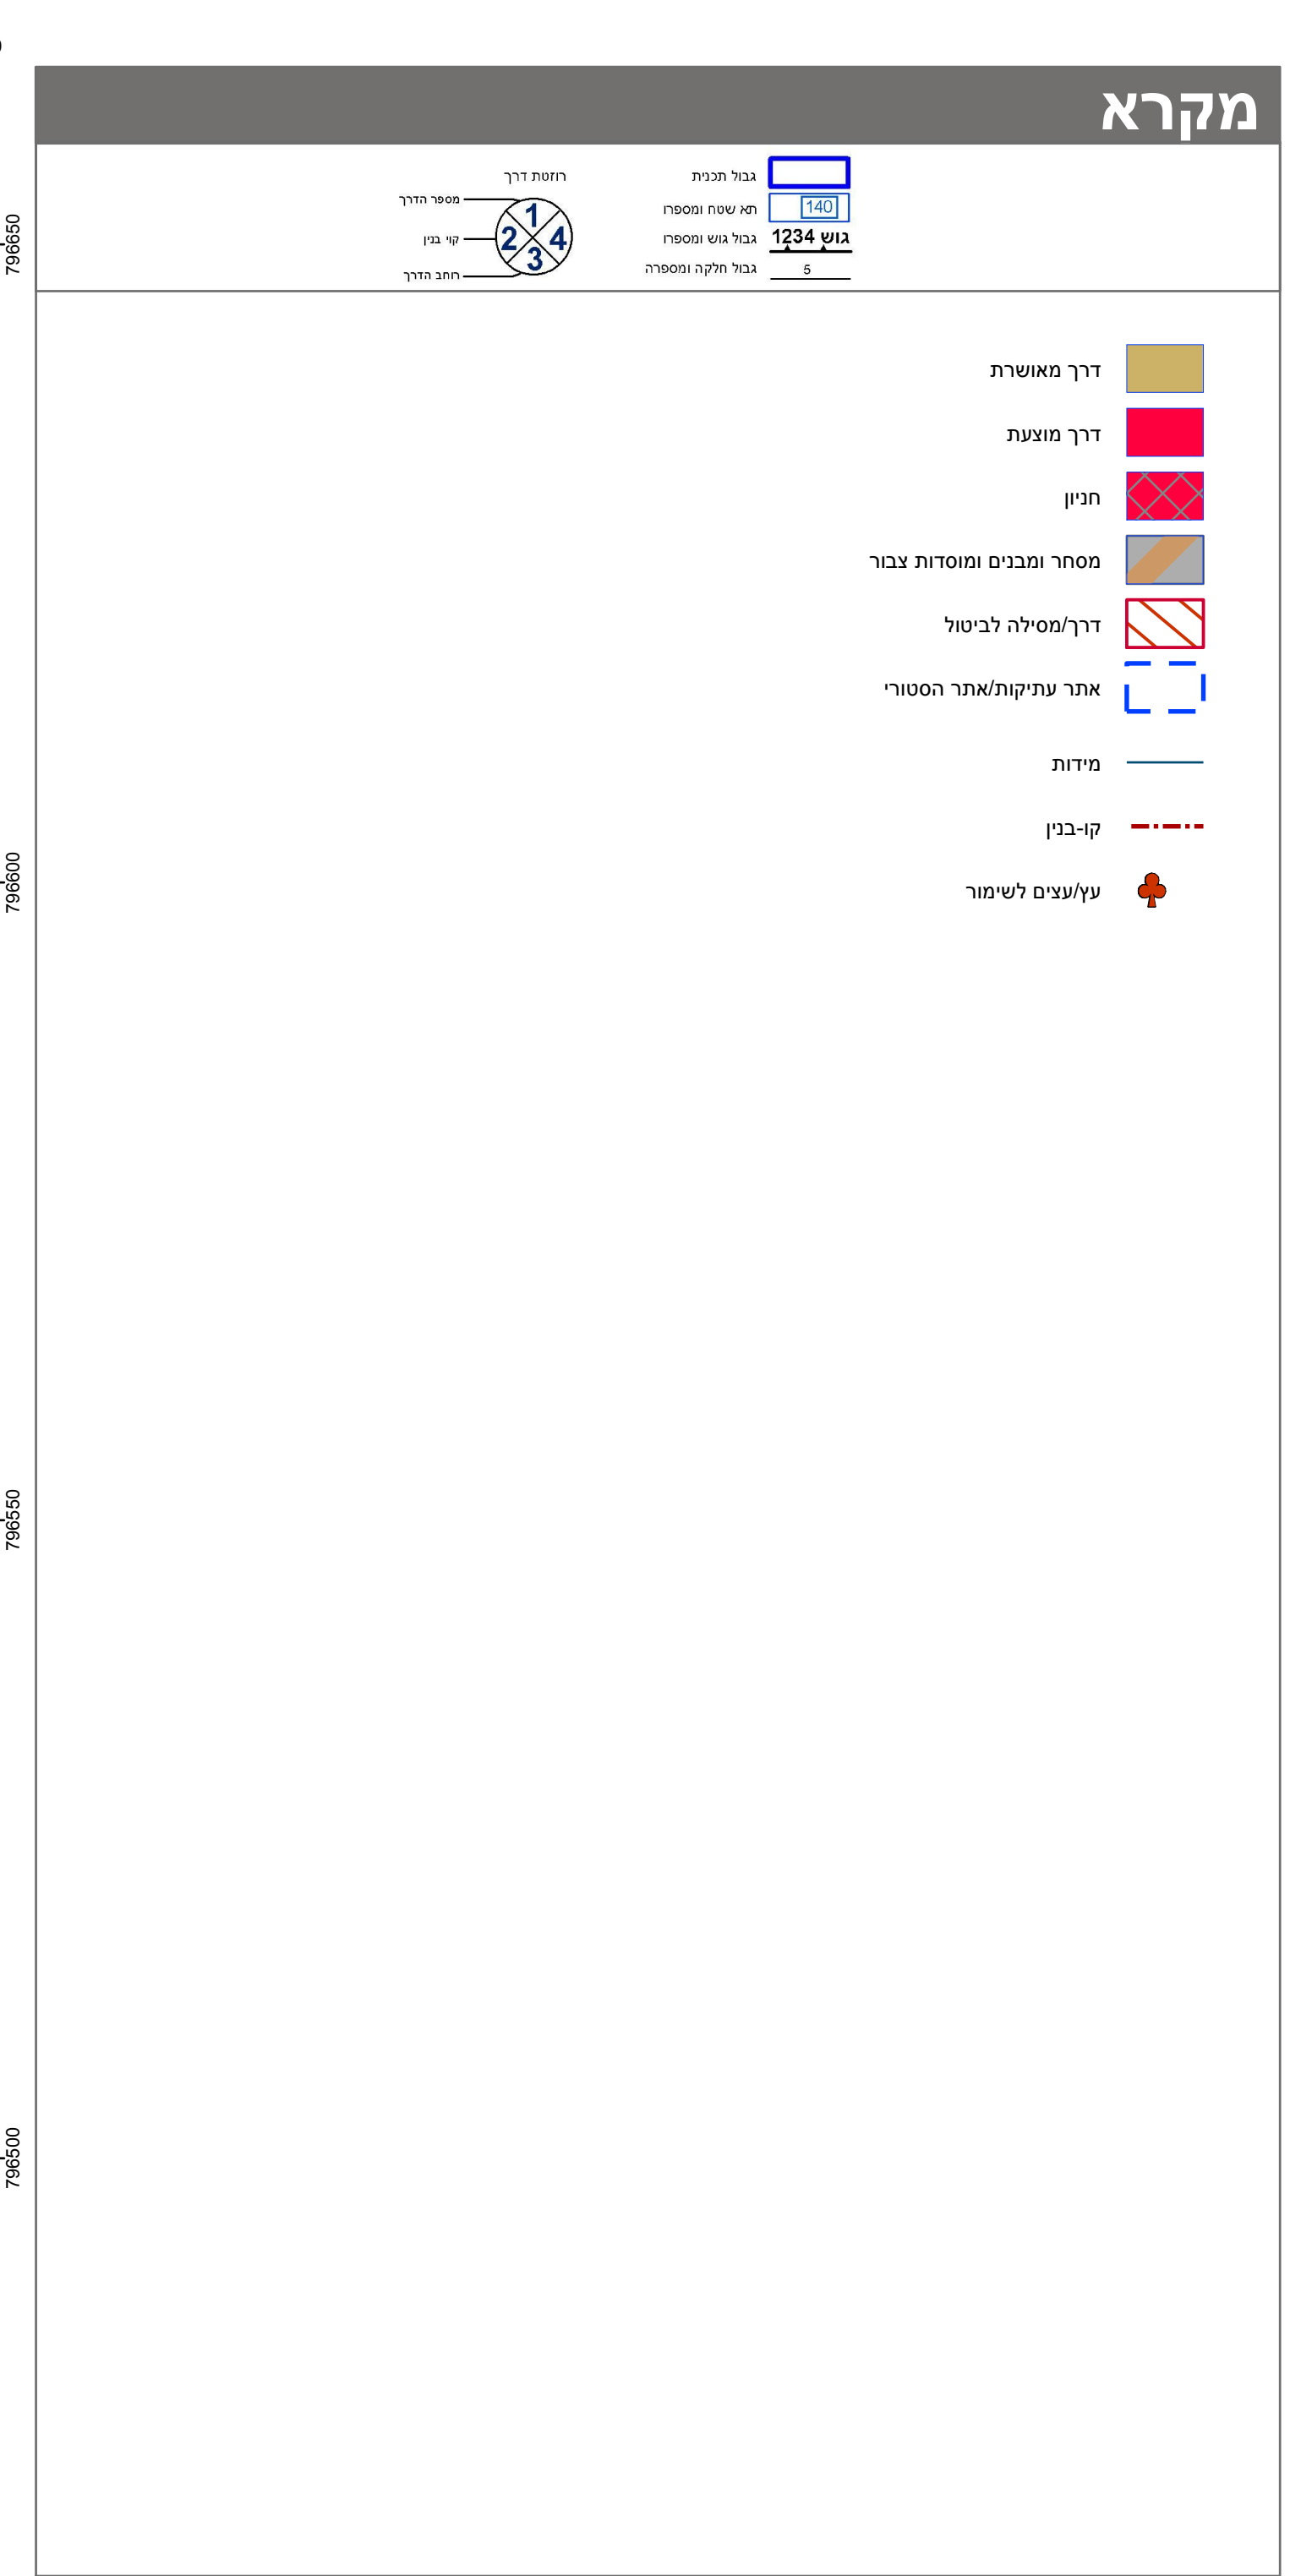 מקרא
גבול תכנית
140
תא שטח ומספרו
גוש 1234
גבול גוש ומספרו
5
גבול חלקה ומספרה
רוזטת דרך
מספר הדרך
קוי בנין
רוחב הדרך
1
2
4
3
דרך מאושרת
דרך מוצעת
חניון
מסחר ומבנים ומוסדות צבור
דרך/מסילה לביטול
אתר עתיקות/אתר הסטורי
מידות
קו-בנין
עץ/עצים לשימור
796650
796600
796550
796500